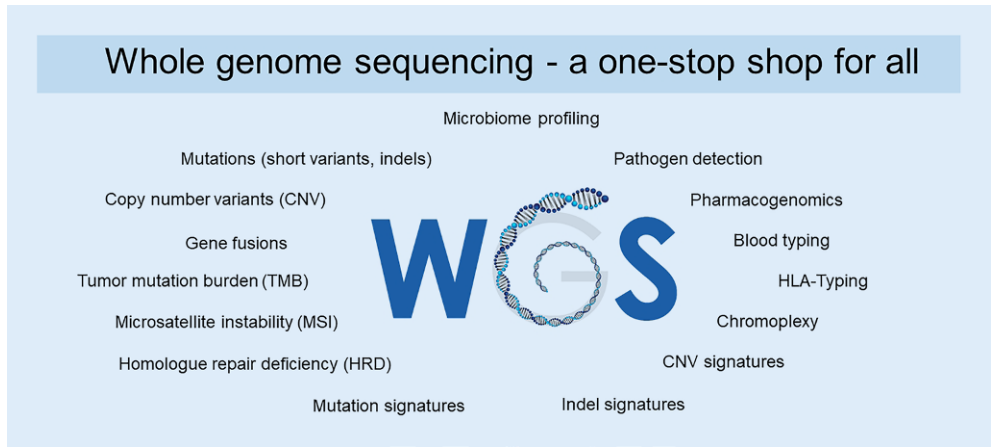 Whole genome sequencing - a one-stop shop for all
Microbiome profiling
Mutations (short variants, indels)
Pathogen detection
Copy number variants (CNV)
Pharmacogenomics
Gene fusions
Blood typing
WGS
Tumor mutation burden (TMB)
HLA-Typing
Microsatellite instability (MSI)
Chromoplexy
Homologue repair deficiency (HRD)
CNV signatures
Mutation signatures
Indel signatures